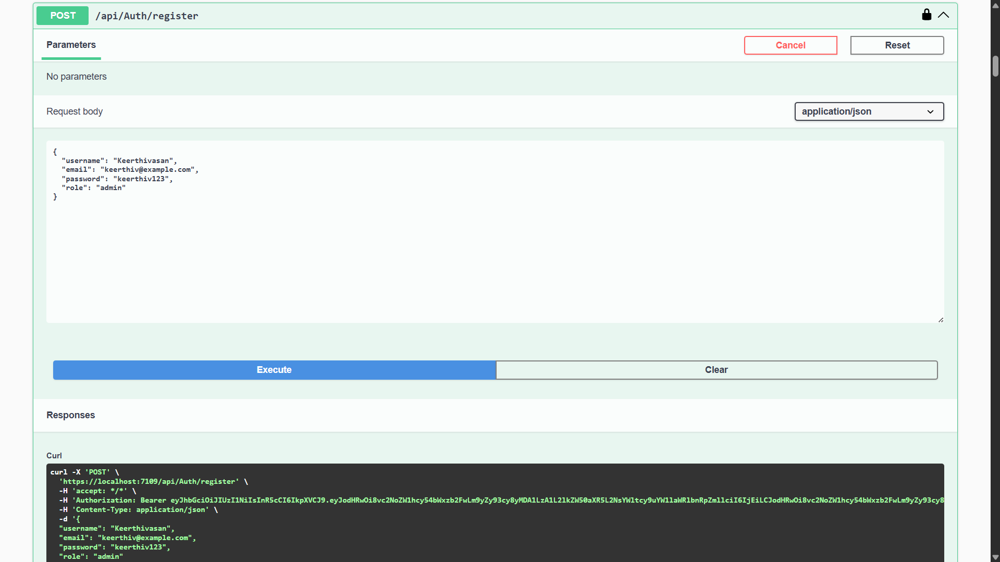 POST /api/Auth/register
Parameters
Cancel
Reset
No parameters
Request body
application/json
{
  "username": "Keerthivasan",
  "email": "keerthiv@example.com",
  "password": "keerthiv123",
  "role": "admin"
}
Execute
Clear
Responses
Curl
curl -X 'POST' \
  'https://localhost:7109/api/Auth/register' \
  -H 'accept: */*' \
  -H 'Authorization: Bearer eyJhbGciOiJIUzI1NiIsInR5cCI6IkpXVCJ9.eyJodHRwOi8vc2NoZW1hcy54bWxzb2FwLm9yZy93cy8yMDA1LzA1L2lkZW50aXR5L2NsYWltcy9uYW1laWRlbnRpZmllciI6IjEiLCJodHRwOi8vc2NoZW1hcy54bWxzb2FwLm9yZy93cy8
  -H 'Content-Type: application/json' \
  -d '{
  "username": "Keerthivasan",
  "email": "keerthiv@example.com",
  "password": "keerthiv123",
  "role": "admin"